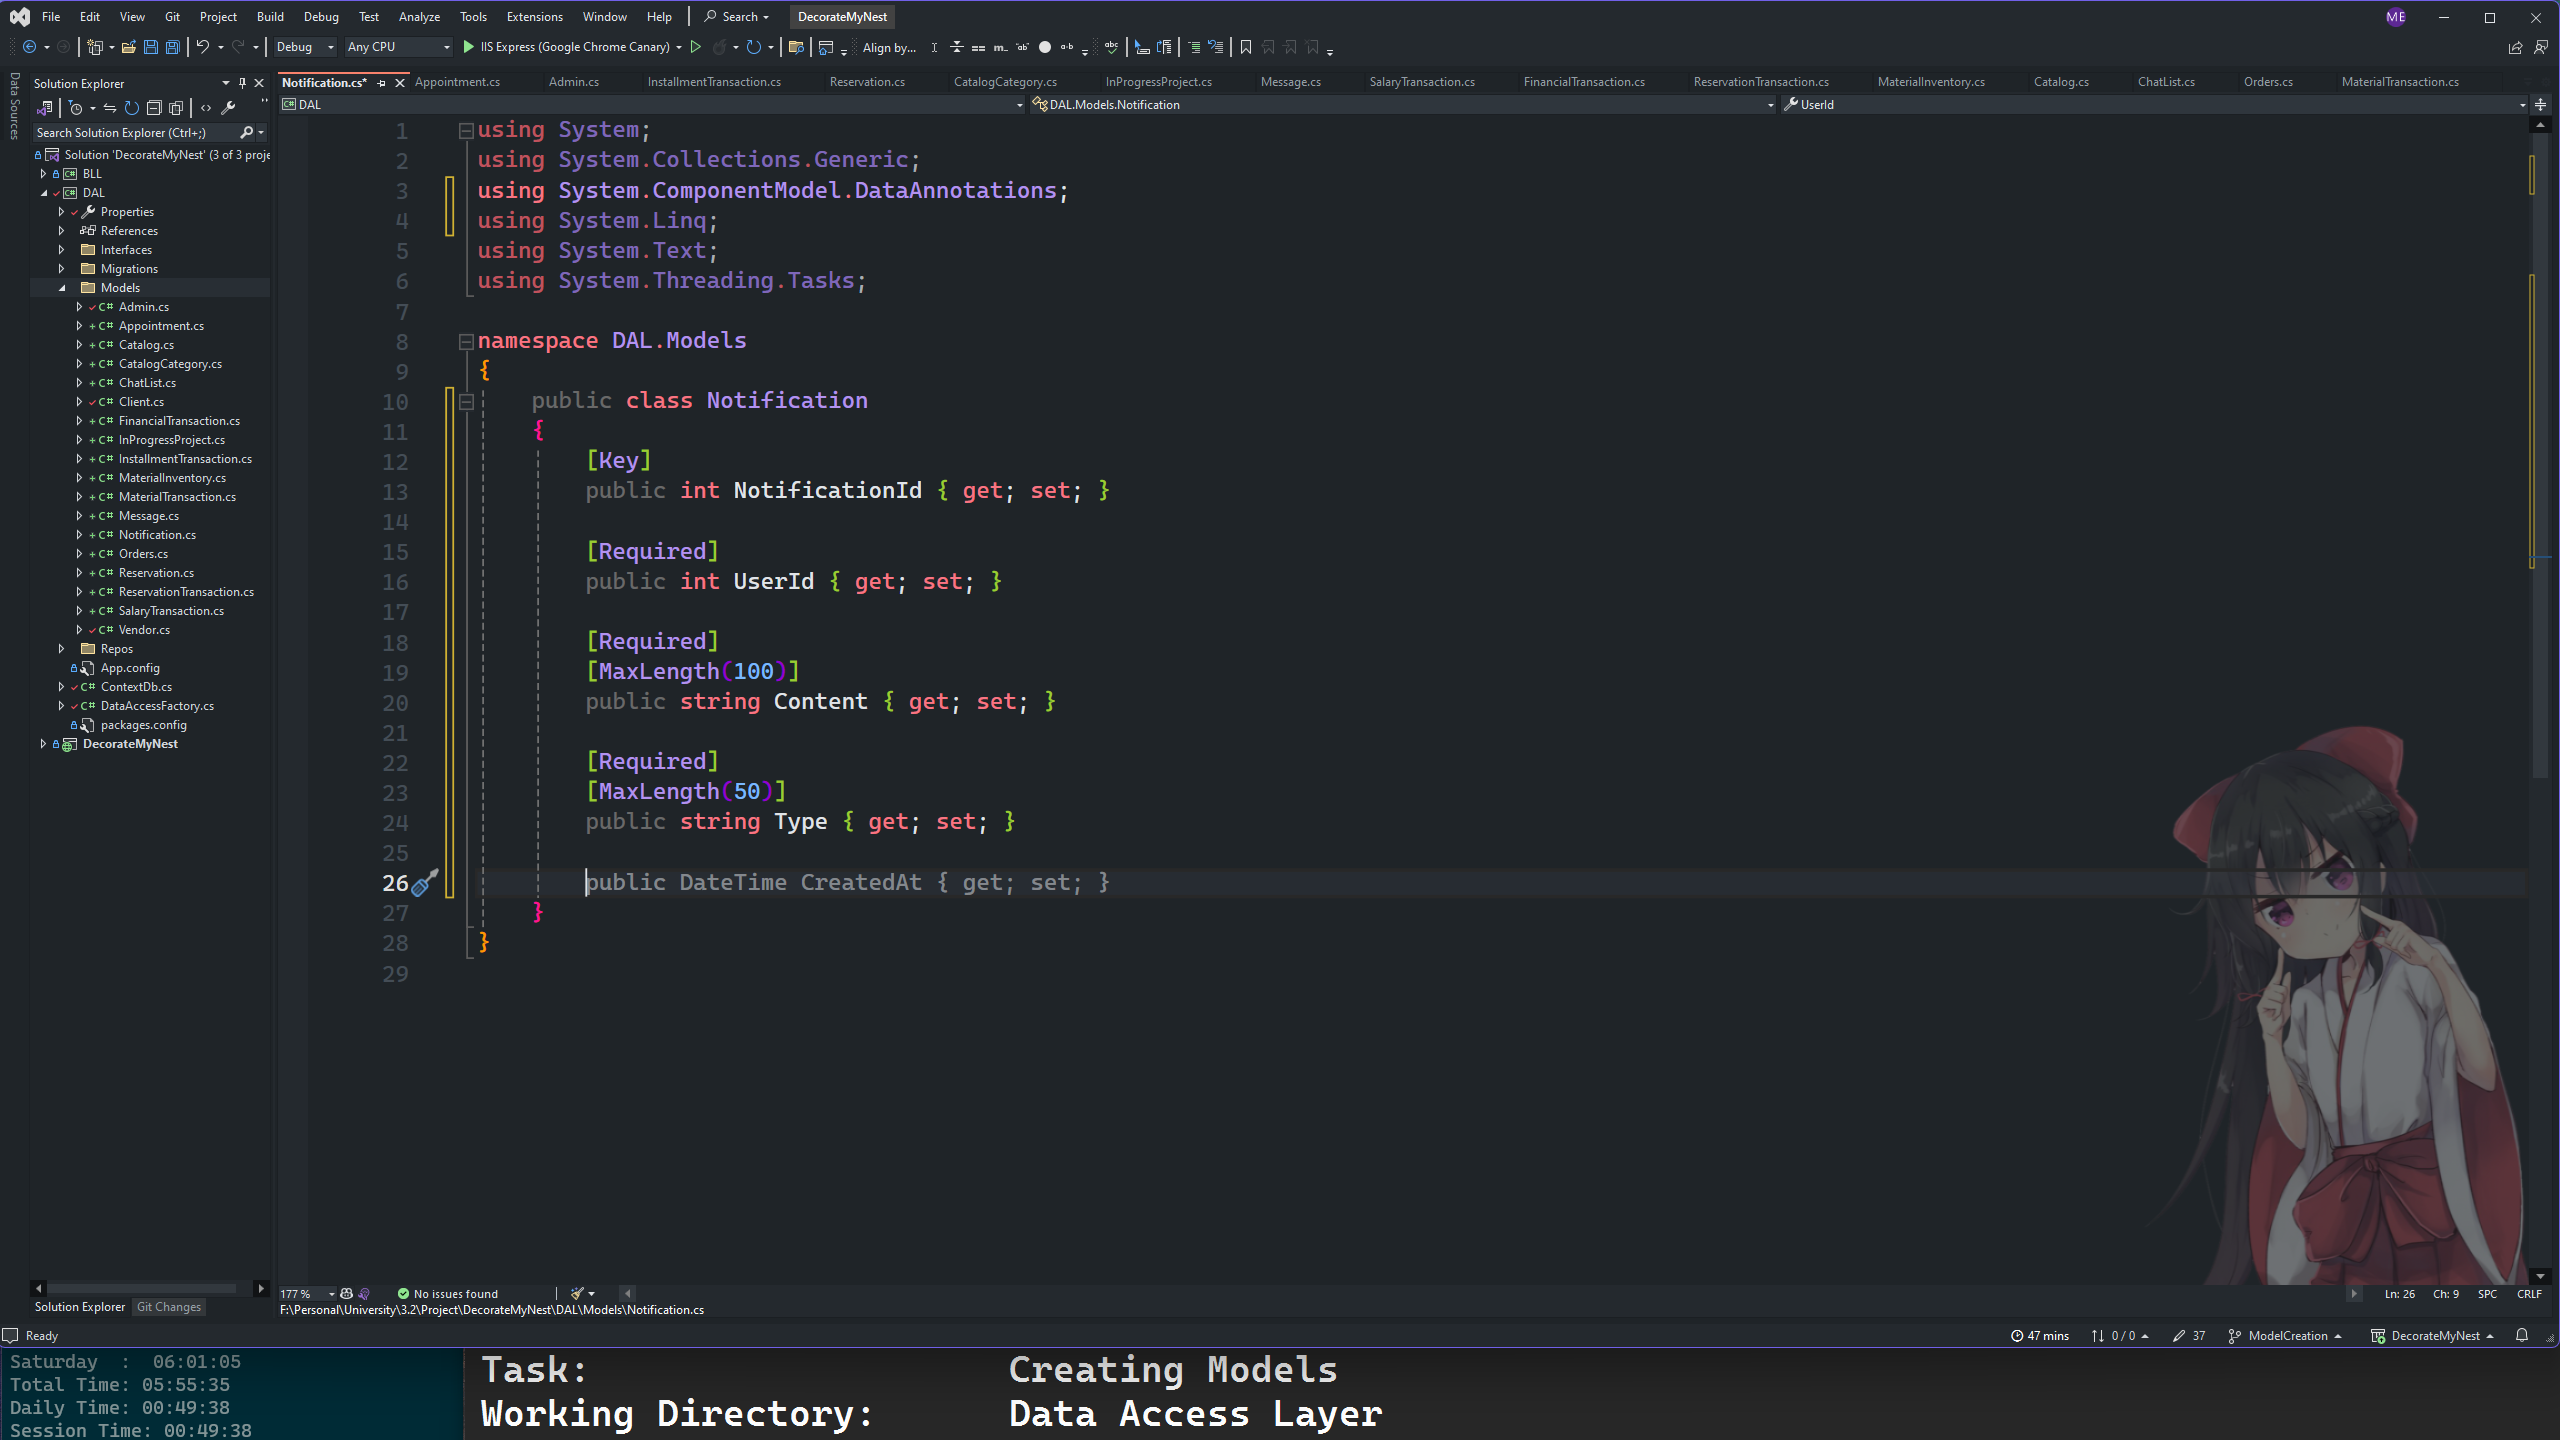 File Edit View Git Project Build Debug Test Analyze Tools Extensions Window Help Search DecorateMyNest ME
Debug Any CPU IIS Express (Google Chrome Canary) Align by...
Data Sources
Solution Explorer
Search Solution Explorer (Ctrl+;)
Solution 'DecorateMyNest' (3 of 3 proje
BLL
DAL
Properties
References
Interfaces
Migrations
Models
C# Admin.cs
C# Appointment.cs
C# Catalog.cs
C# CatalogCategory.cs
C# ChatList.cs
C# Client.cs
C# FinancialTransaction.cs
C# InProgressProject.cs
C# InstallmentTransaction.cs
C# MaterialInventory.cs
C# MaterialTransaction.cs
C# Message.cs
C# Notification.cs
C# Orders.cs
C# Reservation.cs
C# ReservationTransaction.cs
C# SalaryTransaction.cs
C# Vendor.cs
Repos
App.config
C# ContextDb.cs
C# DataAccessFactory.cs
packages.config
DecorateMyNest
Solution Explorer Git Changes
Notification.cs* Appointment.cs Admin.cs InstallmentTransaction.cs Reservation.cs CatalogCategory.cs InProgressProject.cs Message.cs SalaryTransaction.cs FinancialTransaction.cs ReservationTransaction.cs MaterialInventory.cs Catalog.cs ChatList.cs Orders.cs MaterialTransaction.cs
DAL DAL.Models.Notification UserId
1 using System;
2 using System.Collections.Generic;
3 using System.ComponentModel.DataAnnotations;
4 using System.Linq;
5 using System.Text;
6 using System.Threading.Tasks;
7
8 namespace DAL.Models
9 {
10 public class Notification
11 {
12 [Key]
13 public int NotificationId { get; set; }
14
15 [Required]
16 public int UserId { get; set; }
17
18 [Required]
19 [MaxLength(100)]
20 public string Content { get; set; }
21
22 [Required]
23 [MaxLength(50)]
24 public string Type { get; set; }
25
26 public DateTime CreatedAt { get; set; }
27 }
28 }
29
177 % No issues found Ln: 26 Ch: 9 SPC CRLF
F:\Personal\University\3.2\Project\DecorateMyNest\DAL\Models\Notification.cs
Ready 47 mins 0 / 0 37 ModelCreation DecorateMyNest
Saturday : 06:01:05
Total Time: 05:55:35
Daily Time: 00:49:38
Session Time: 00:49:38
Task: Creating Models
Working Directory: Data Access Layer